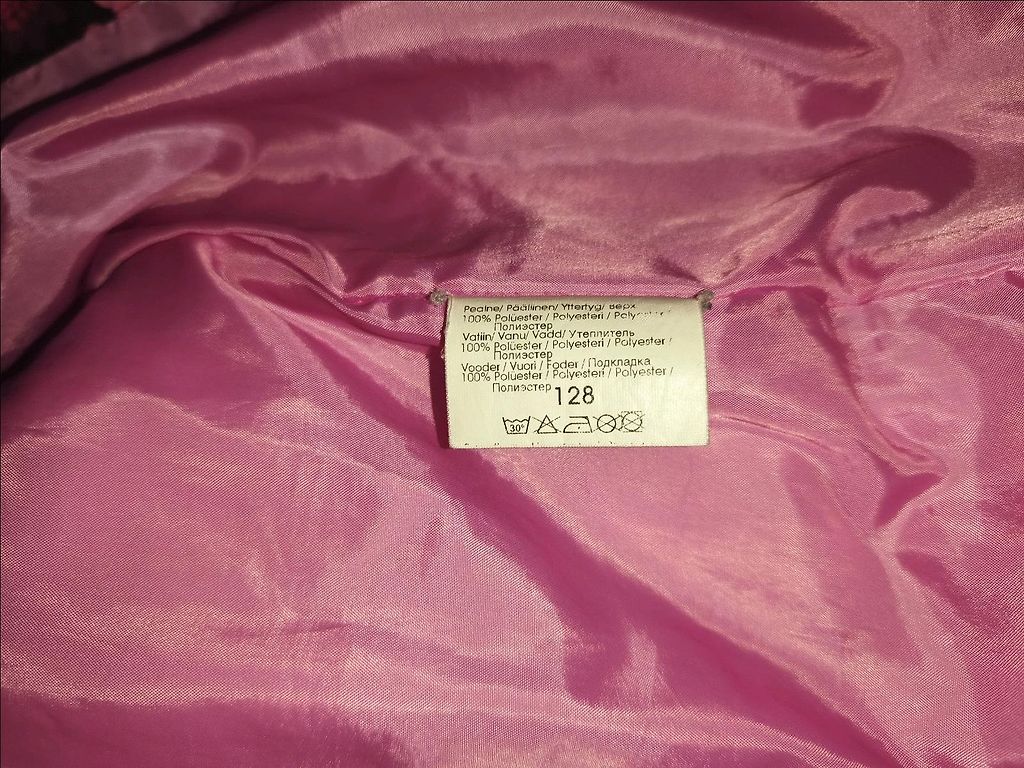 Pealne/ Päällinen/ Yttertyg/ Верх
100% Polüester / Polyesteri / Polyester /
Полиэстер
Vatiin/ Vanu/ Vadd/ Утеплитель
100% Polüester / Polyesteri / Polyester /
Полиэстер
Vooder / Vuori / Foder / Подкладка
100% Polüester / Polyesteri / Polyester /
Полиэстер
128
30°